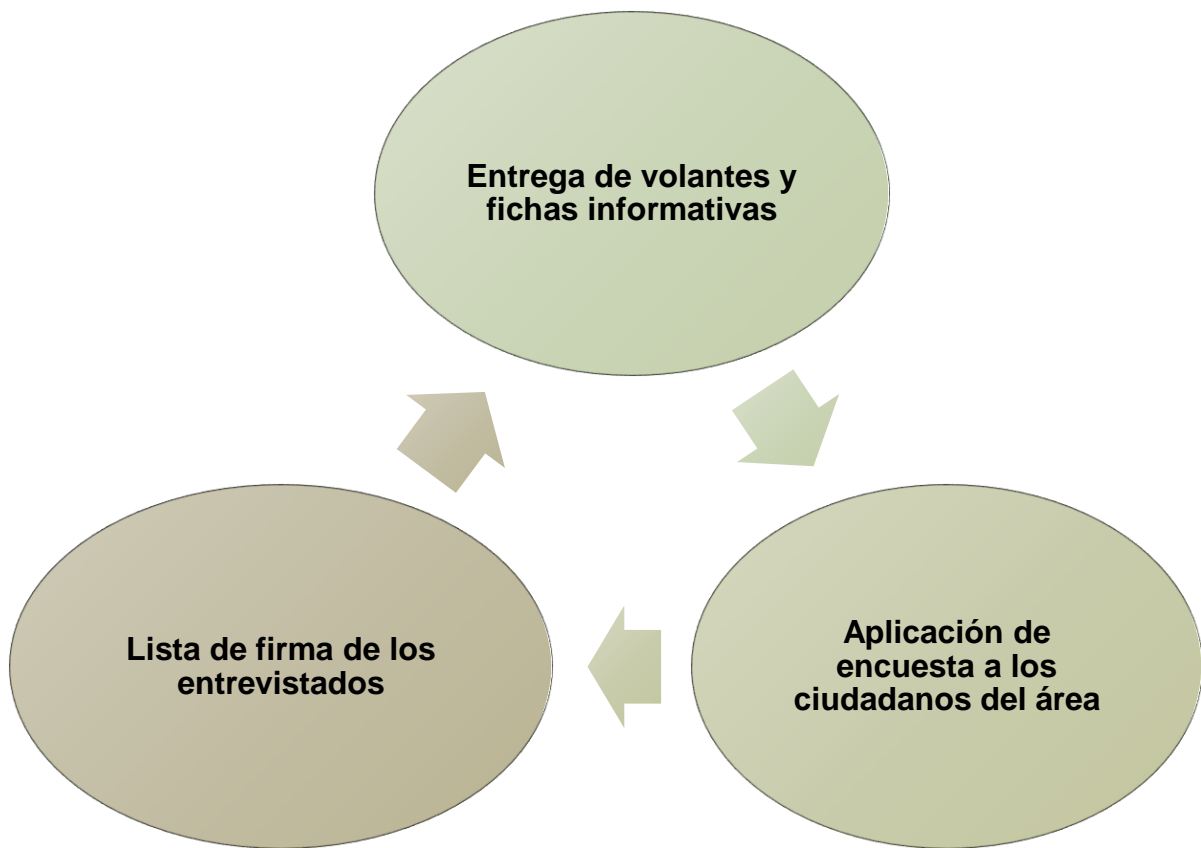 Entrega de volantes y
fichas informativas
Aplicación de
encuesta a los
ciudadanos del área
Lista de firma de los
entrevistados